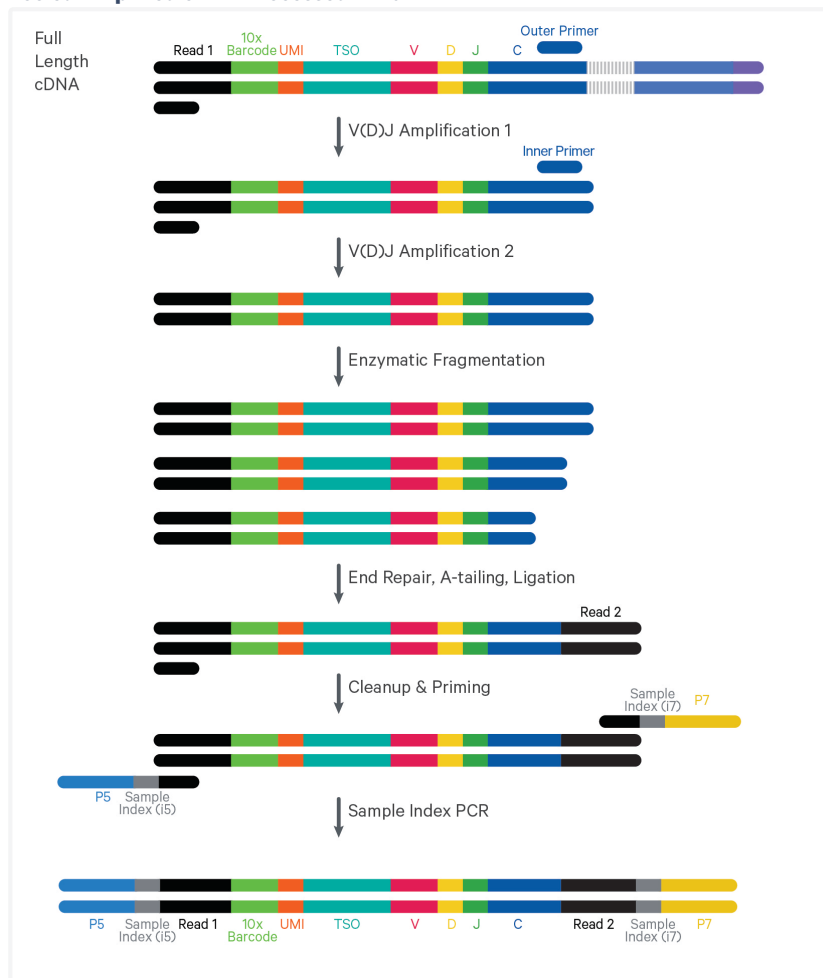 Full
Length
cDNA
Read 1
10x
Barcode
UMI
TSO
V
D
J
C
Outer Primer
V(D)J Amplification 1
Inner Primer
V(D)J Amplification 2
Enzymatic Fragmentation
End Repair, A-tailing, Ligation
Read 2
Cleanup & Priming
Sample
Index (i7)
P7
P5
Sample
Index (i5)
Sample Index PCR
P5
Sample
Index (i5)
Read 1
10x
Barcode
UMI
TSO
V
D
J
C
Read 2
Sample
Index (i7)
P7